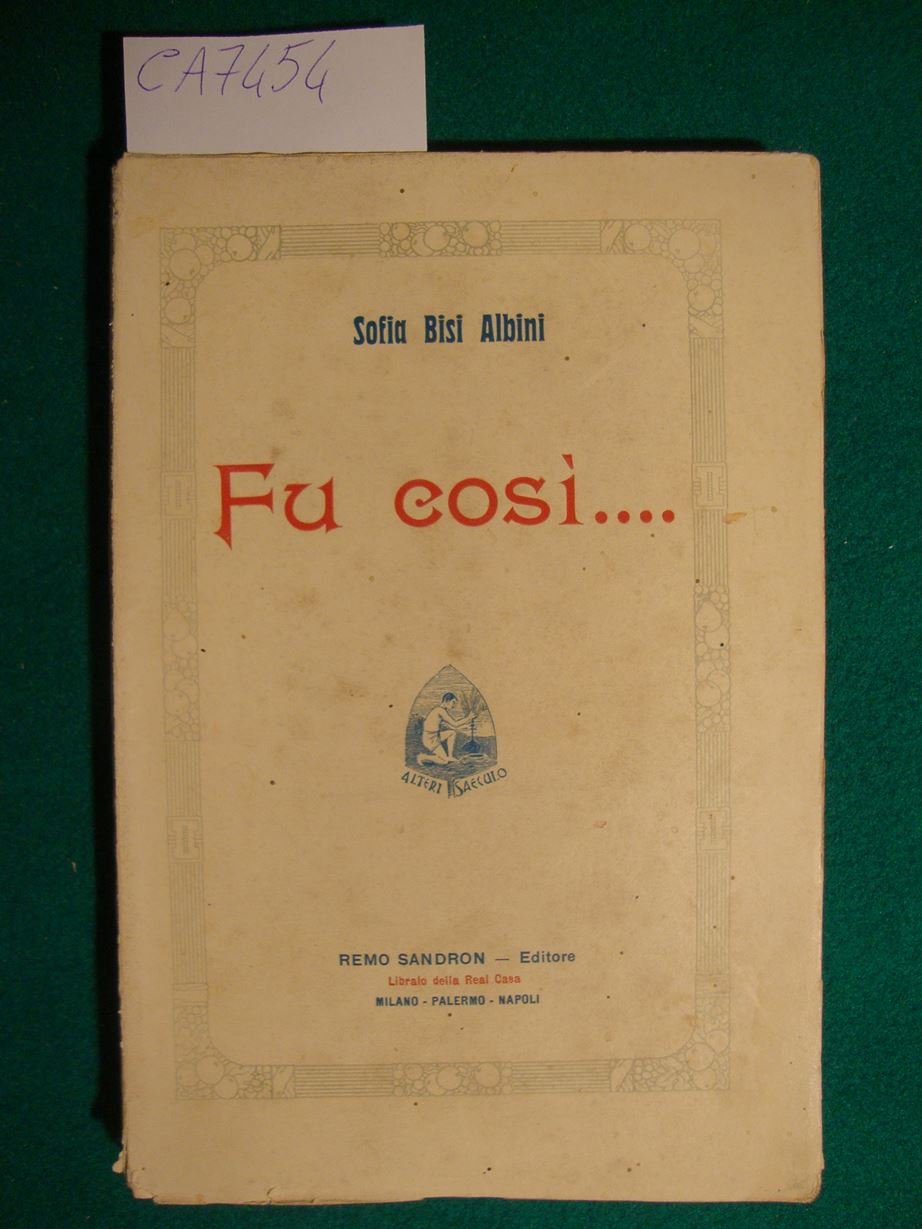 CA7454
Sofia Bisi Albini
Fu così....
ALTERI SAECULO
REMO SANDRON — Editore
Libraio della Real Casa
MILANO - PALERMO - NAPOLI